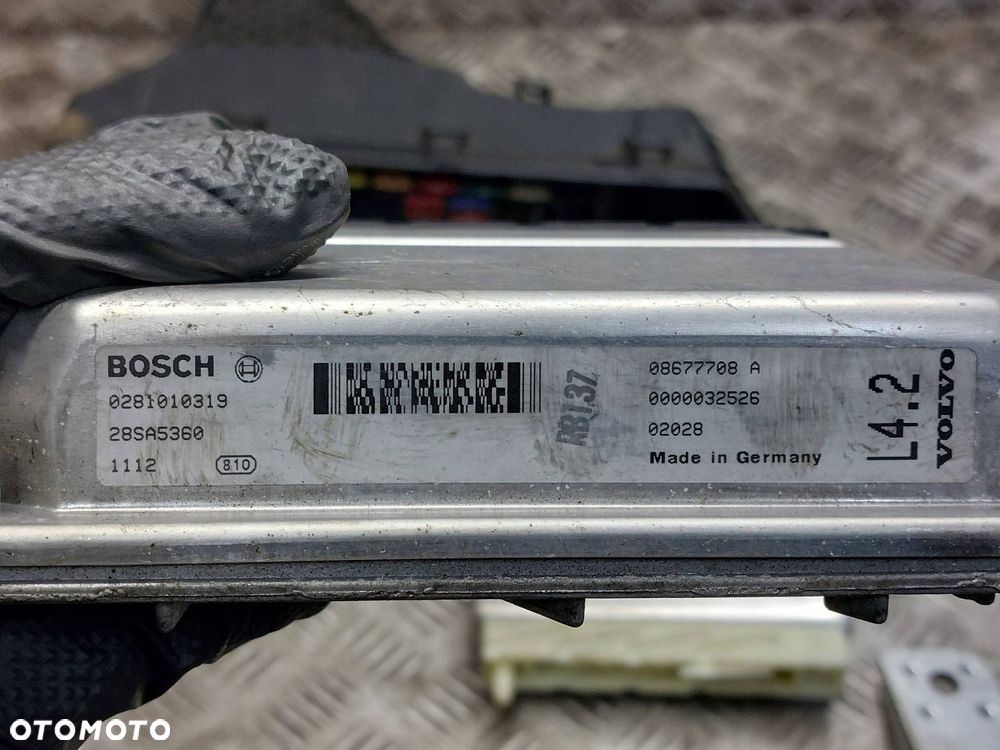 BOSCH
0281010319
28SA5360
1112 810
08677708 A
0000032526
02028
Made in Germany
L4.2
VOLVO
OTOMOTO